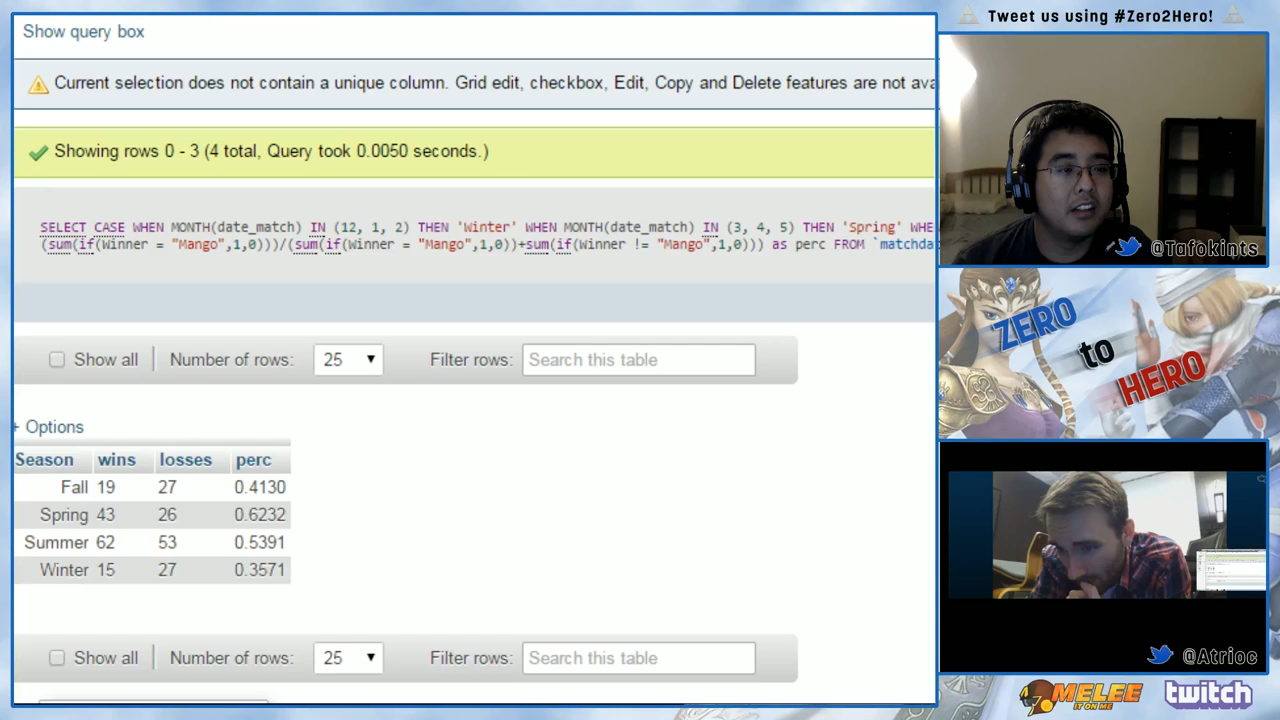 Show query box
Current selection does not contain a unique column. Grid edit, checkbox, Edit, Copy and Delete features are not ava
Showing rows 0 - 3 (4 total, Query took 0.0050 seconds.)
SELECT CASE WHEN MONTH(date_match) IN (12, 1, 2) THEN 'Winter' WHEN MONTH(date_match) IN (3, 4, 5) THEN 'Spring' WHE
(sum(if(Winner = "Mango",1,0)))/(sum(if(Winner = "Mango",1,0))+sum(if(Winner != "Mango",1,0))) as perc FROM `matchda
Show all Number of rows: 25 Filter rows: Search this table
+ Options
Season wins losses perc
Fall 19 27 0.4130
Spring 43 26 0.6232
Summer 62 53 0.5391
Winter 15 27 0.3571
Show all Number of rows: 25 Filter rows: Search this table
Tweet us using #Zero2Hero!
@Tafokints
ZERO
to
HERO
@Atrioc
MELEE
IT ON ME
twitch